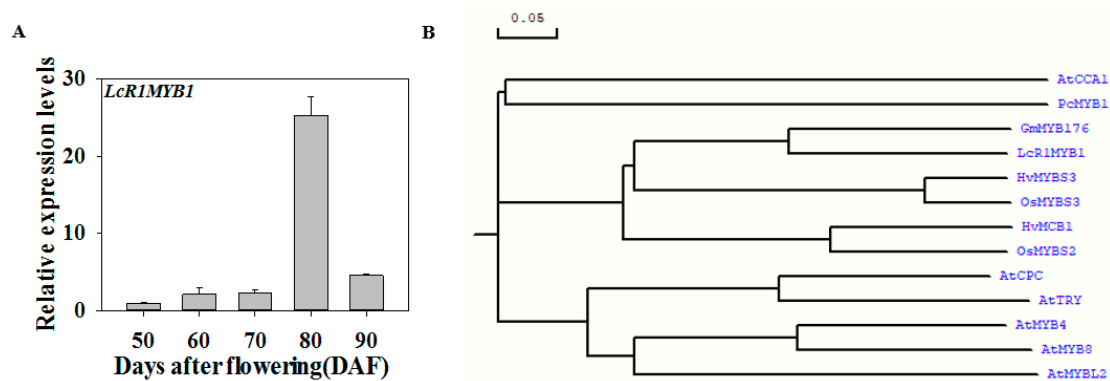 A
Relative expression levels
LcR1MYB1
30
20
10
0
50 60 70 80 90
Days after flowering(DAF)
B
0.05
AtCCA1
PcMYB1
GmMYB176
LcR1MYB1
HvMYBS3
OsMYBS3
HvMCB1
OsMYBS2
AtCPC
AtTRY
AtMYB4
AtMYB8
AtMYBL2